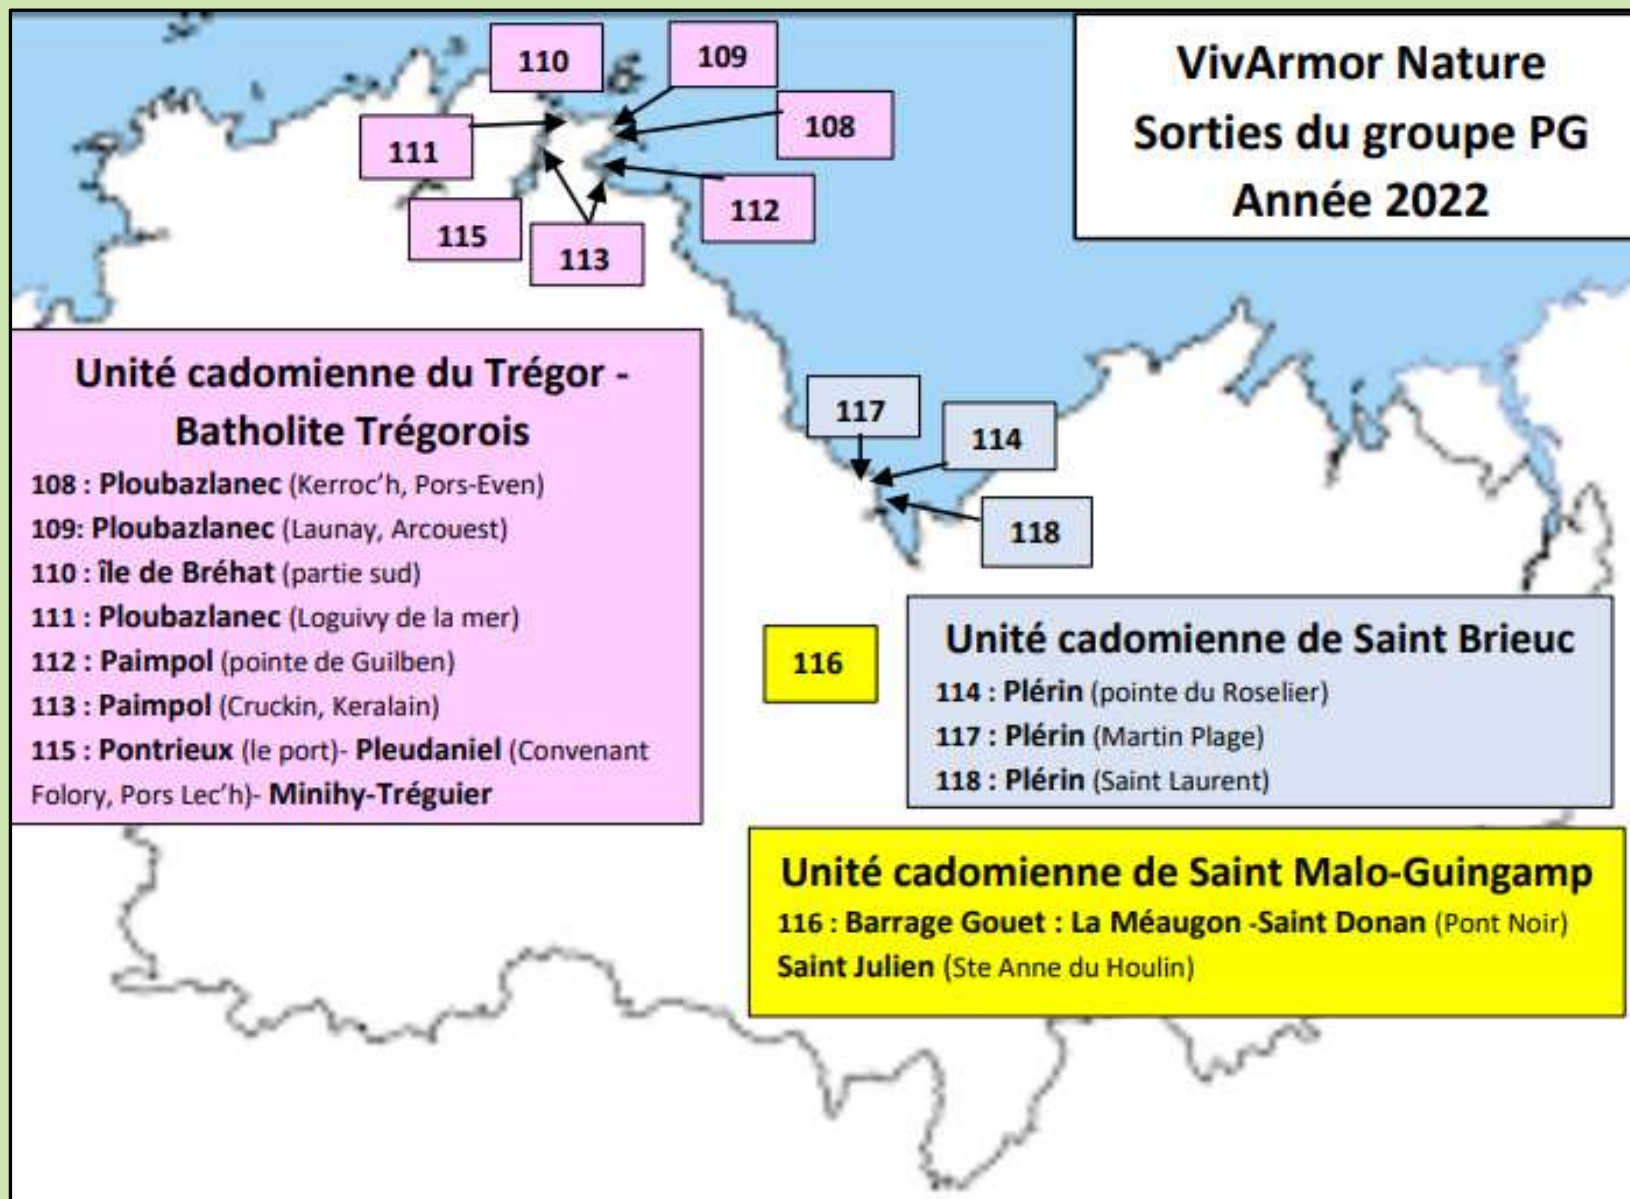 VivArmor Nature
Sorties du groupe PG
Année 2022
110
109
108
111
112
115
113
117
114
118
116
Unité cadomienne du Trégor -
Batholite Trégorois
108 : Ploubazlanec (Kerroc’h, Pors-Even)
109: Ploubazlanec (Launay, Arcouest)
110 : île de Bréhat (partie sud)
111 : Ploubazlanec (Loguivy de la mer)
112 : Paimpol (pointe de Guilben)
113 : Paimpol (Cruckin, Keralain)
115 : Pontrieux (le port)- Pleudaniel (Convenant
Folory, Pors Lec’h)- Minihy-Tréguier
Unité cadomienne de Saint Brieuc
114 : Plérin (pointe du Roselier)
117 : Plérin (Martin Plage)
118 : Plérin (Saint Laurent)
Unité cadomienne de Saint Malo-Guingamp
116 : Barrage Gouet : La Méaugon -Saint Donan (Pont Noir)
Saint Julien (Ste Anne du Houlin)